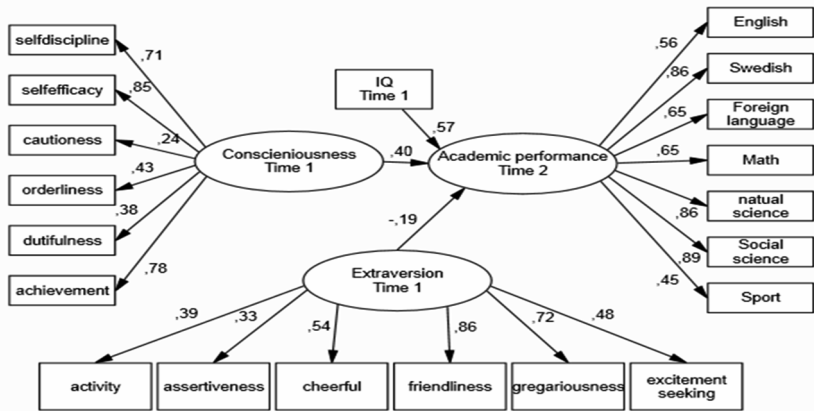 selfdiscipline
selfefficacy
cautioness
orderliness
dutifulness
achievement
,71
,85
,24
,43
,38
,78
Conscieniousness
Time 1
IQ
Time 1
,57
,40
-,19
Academic performance
Time 2
,56
,86
,65
,65
,86
,89
,45
English
Swedish
Foreign
language
Math
natual
science
Social
science
Sport
Extraversion
Time 1
,39
,33
,54
,86
,72
,48
activity
assertiveness
cheerful
friendliness
gregariousness
excitement
seeking